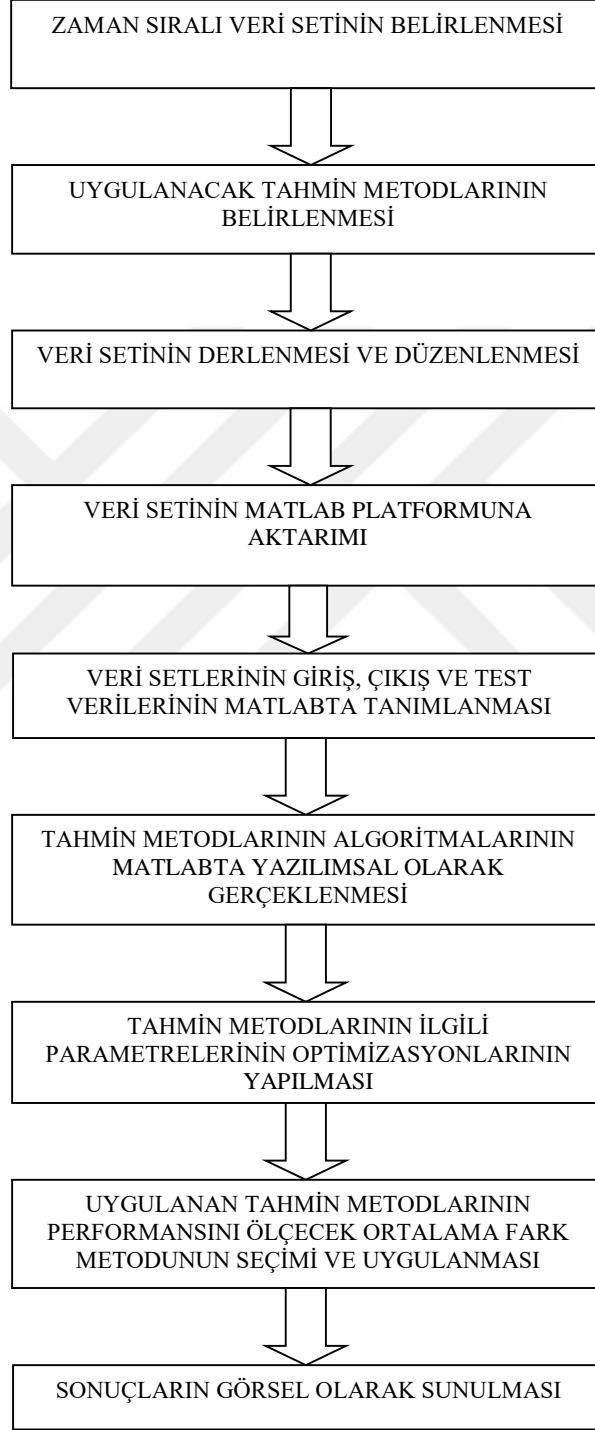 ZAMAN SIRALI VERİ SETİNİN BELİRLENMESİ
UYGULANACAK TAHMİN METODLARININ
BELİRLENMESİ
VERİ SETİNİN DERLENMESİ VE DÜZENLENMESİ
VERİ SETİNİN MATLAB PLATFORMUNA
AKTARIMI
VERİ SETLERİNİN GİRİŞ, ÇIKIŞ VE TEST
VERİLERİNİN MATLABTA TANIMLANMASI
TAHMİN METODLARININ ALGORİTMALARININ
MATLABTA YAZILIMSAL OLARAK
GERÇEKLENMESİ
TAHMİN METODLARININ İLGİLİ
PARAMETRELERİNİN OPTİMİZASYONLARININ
YAPILMASI
UYGULANAN TAHMİN METODLARININ
PERFORMANSINI ÖLÇECEK ORTALAMA FARK
METODUNUN SEÇİMİ VE UYGULANMASI
SONUÇLARIN GÖRSEL OLARAK SUNULMASI